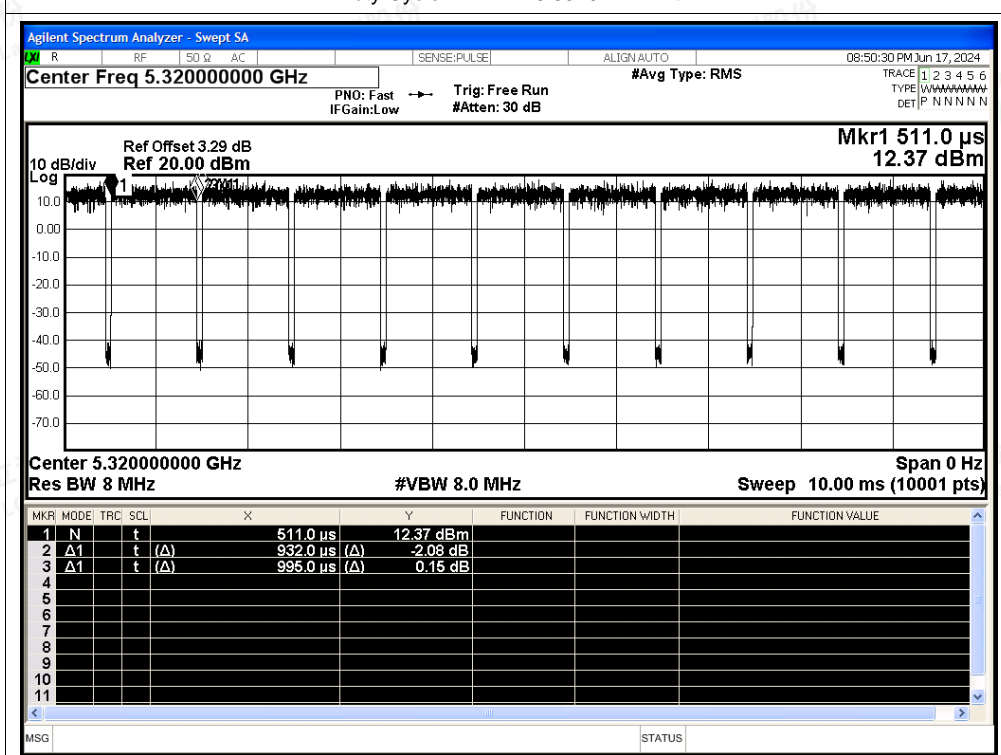 Agilent Spectrum Analyzer - Swept SA
LXI R RF 50 Ω AC SENSE:PULSE ALIGN AUTO 08:50:30 PM Jun 17, 2024
Center Freq 5.320000000 GHz #Avg Type: RMS TRACE 1 2 3 4 5 6
PNO: Fast Trig: Free Run TYPE
IFGain:Low #Atten: 30 dB DET P N N N N N
Mkr1 511.0 µs
Ref Offset 3.29 dB
10 dB/div Ref 20.00 dBm 12.37 dBm
Log
1
10.0
0.00
-10.0
-20.0
-30.0
-40.0
-50.0
-60.0
-70.0
Center 5.320000000 GHz Span 0 Hz
Res BW 8 MHz #VBW 8.0 MHz Sweep 10.00 ms (10001 pts)
MKR MODE TRC SCL X Y FUNCTION FUNCTION WIDTH FUNCTION VALUE
1 N t 511.0 µs 12.37 dBm
2 Δ1 t (Δ) 932.0 µs (Δ) -2.08 dB
3 Δ1 t (Δ) 995.0 µs (Δ) 0.15 dB
4
5
6
7
8
9
10
11
MSG STATUS